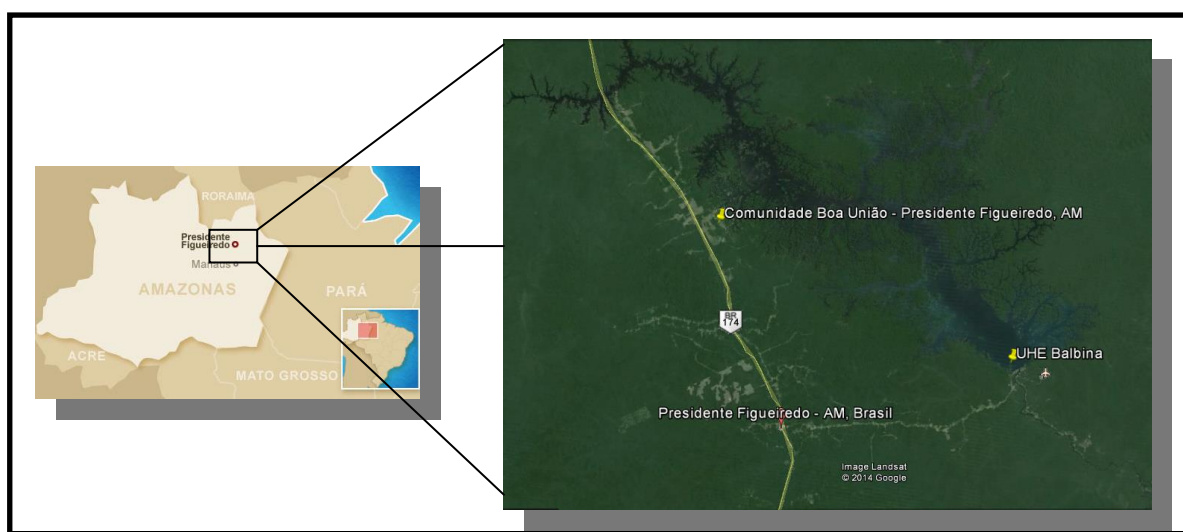 RORAIMA
Presidente
Figueiredo
Manaus
AMAZONAS
PARÁ
ACRE
MATO GROSSO
Comunidade Boa União - Presidente Figueiredo, AM
BR
174
UHE Balbina
Presidente Figueiredo - AM, Brasil
Image Landsat
© 2014 Google